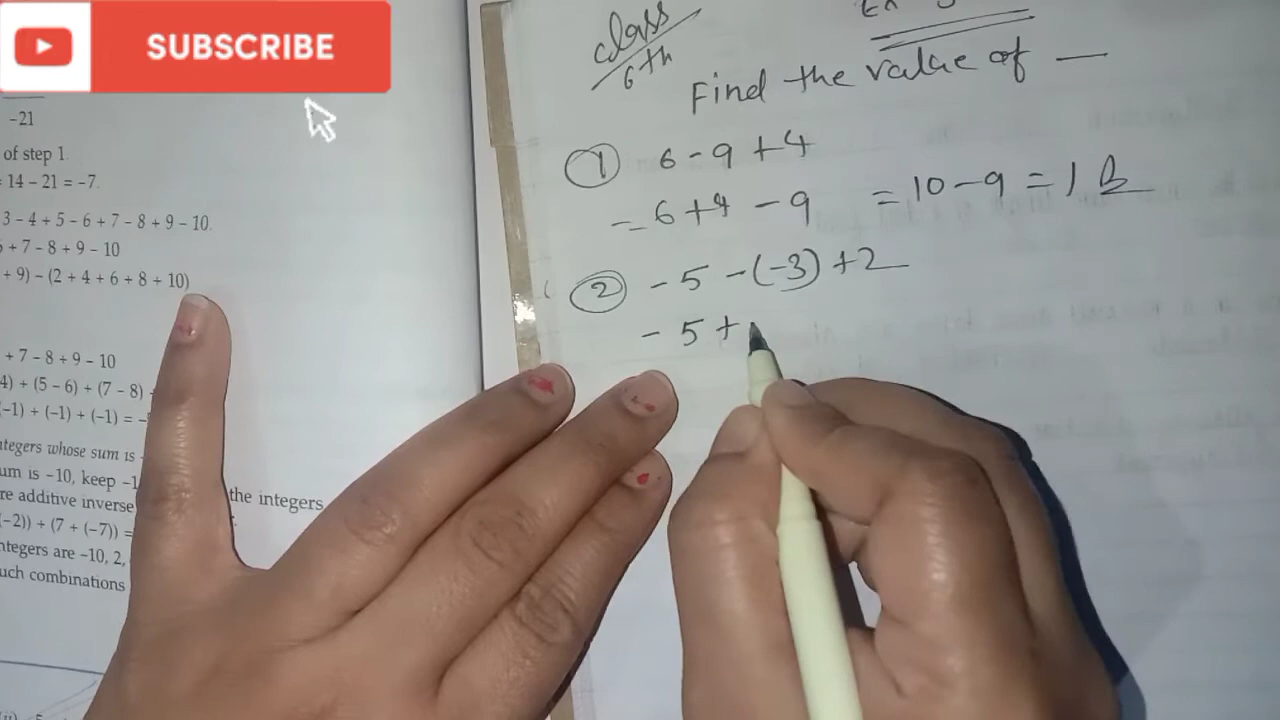 SUBSCRIBE
-21
of step 1.
= 14 − 21 = −7.
3 − 4 + 5 − 6 + 7 − 8 + 9 − 10.
+ 7 − 8 + 9 − 10
+ 9) − (2 + 4 + 6 + 8 + 10)
+ 7 − 8 + 9 − 10
4) + (5 − 6) + (7 − 8)
(−1) + (−1) + (−1) = −
integers whose sum is
um is −10, keep −1
the integers
re additive inverse
(−2)) + (7 + (−7)) =
ntegers are −10, 2,
uch combinations
class
6th
Find the value of —
① 6 - 9 + 4
= 6 + 4 - 9 = 10 - 9 = 1
② - 5 - (-3) + 2
- 5 +